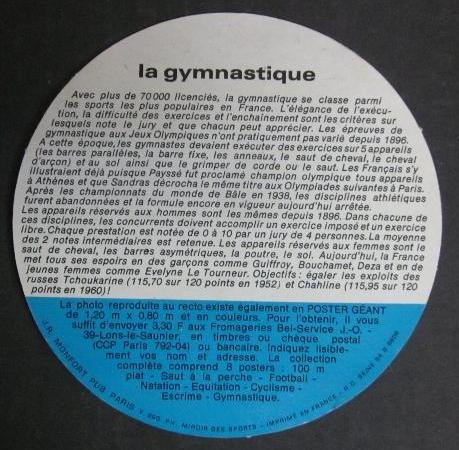 la gymnastique
Avec plus de 70 000 licenciés, la gymnastique se classe parmi
les sports les plus populaires en France. L'élégance de l'exécu-
tion, la difficulté des exercices et l'enchaînement sont les critères sur
lesquels note le jury et que chacun peut apprécier. Les épreuves de
gymnastique aux Jeux Olympiques n'ont pratiquement pas varié depuis 1896.
A cette époque, les gymnastes devaient exécuter des exercices sur 5 appareils
(les barres parallèles, la barre fixe, les anneaux, le saut de cheval, le cheval
d'arçon) et au sol ainsi que le grimper de corde ou le saut. Les Français s'y
illustraient déjà puisque Payssé fut proclamé champion olympique tous appareils
à Athènes et que Sandras décrocha le même titre aux Olympiades suivantes à Paris.
Après les championnats du monde de Bâle en 1938, les disciplines athlétiques
furent abandonnées et la formule encore en vigueur aujourd'hui arrêtée.
Les appareils réservés aux hommes sont les mêmes depuis 1896. Dans chacune de
ces disciplines, les concurrents doivent accomplir un exercice imposé et un exercice
libre. Chaque prestation est notée de 0 à 10 par un jury de 4 personnes. La moyenne
des 2 notes intermédiaires est retenue. Les appareils réservés aux femmes sont le
saut de cheval, les barres asymétriques, la poutre, le sol. Aujourd'hui, la France
met tous ses espoirs en des garçons comme Guiffroy, Bouchamet, Deza et en de
jeunes femmes comme Evelyne Le Tourneur. Objectifs : égaler les exploits des
russes Tchoukarine (115,70 sur 120 points en 1952) et Chahline (115,95 sur 120
points en 1960)!
La photo reproduite au recto existe également en POSTER GÉANT
de 1,20 m x 0,80 m et en couleurs. Pour l'obtenir, il vous
suffit d'envoyer 3,30 F aux Fromageries Bel-Service J.O. -
39-Lons-le-Saunier, en timbres ou chèque postal
(CCP Paris 792-04) ou bancaire. Indiquez lisible-
ment vos nom et adresse. La collection
complète comprend 8 posters : 100 m
plat - Saut à la perche - Football -
Natation - Equitation - Cyclisme -
Escrime - Gymnastique.
J.R. MONFORT PUB PARIS PH. MIROIR DES SPORTS - IMPRIMÉ EN FRANCE - R.C. SEINE